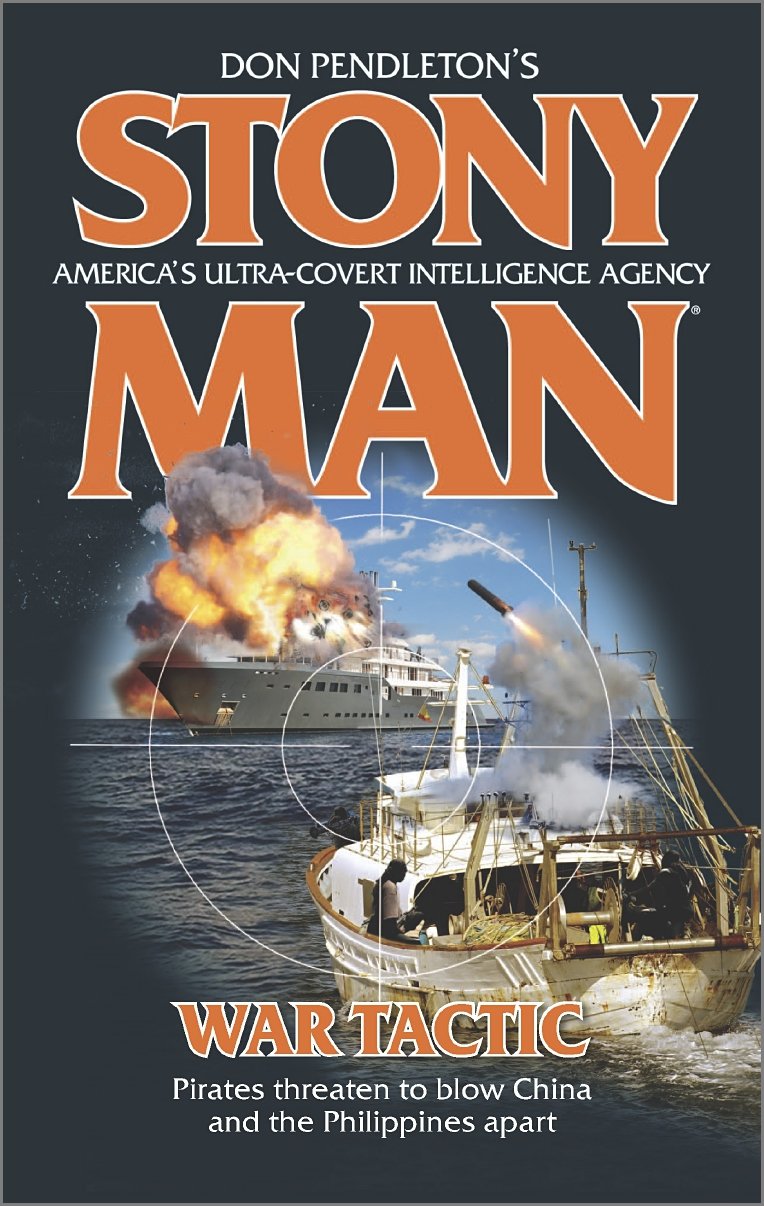 DON PENDLETON'S
STONY
AMERICA'S ULTRA-COVERT INTELLIGENCE AGENCY
MAN®
WAR TACTIC
Pirates threaten to blow China
and the Philippines apart